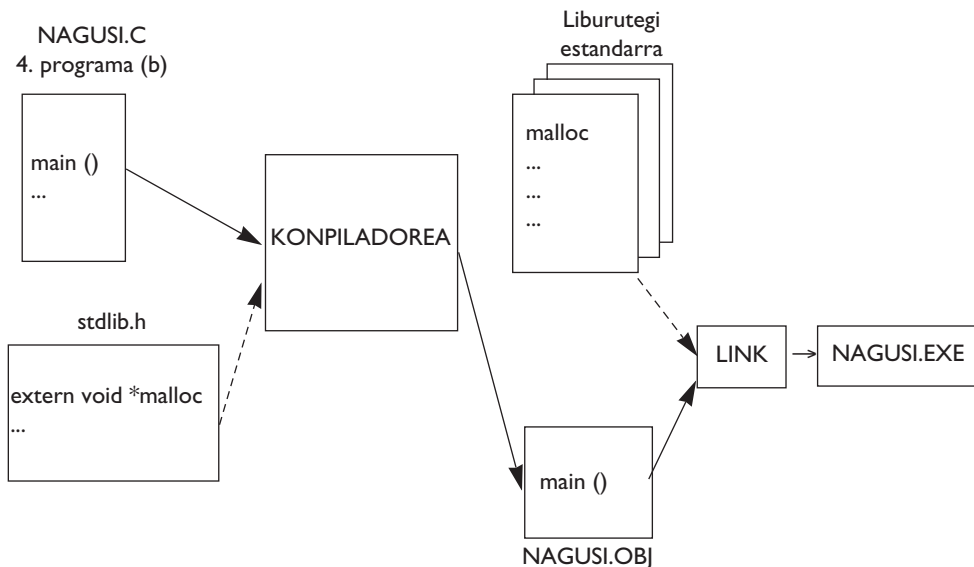 NAGUSI.C
4. programa (b)
main ()
...
stdlib.h
extern void *malloc
...
KONPILADOREA
Liburutegi
estandarra
malloc
...
...
...
main ()
NAGUSI.OBJ
LINK
NAGUSI.EXE